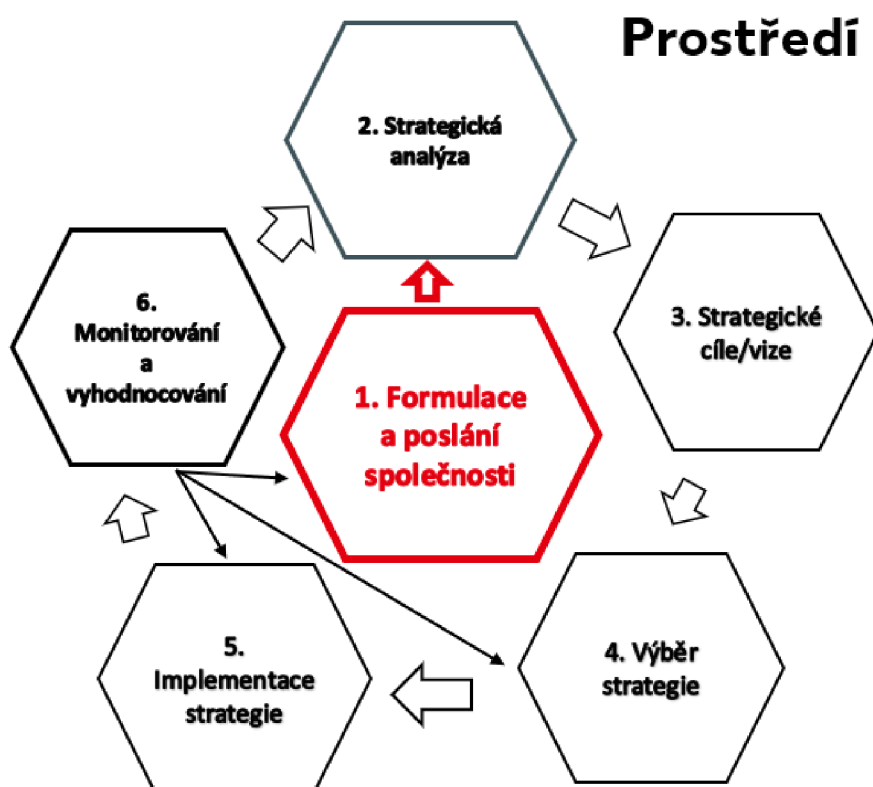 Prostředí
2. Strategická
analýza
3. Strategické
cíle/vize
6.
Monitorování
a
vyhodnocování
1. Formulace
a poslání
společnosti
4. Výběr
strategie
5.
Implementace
strategie